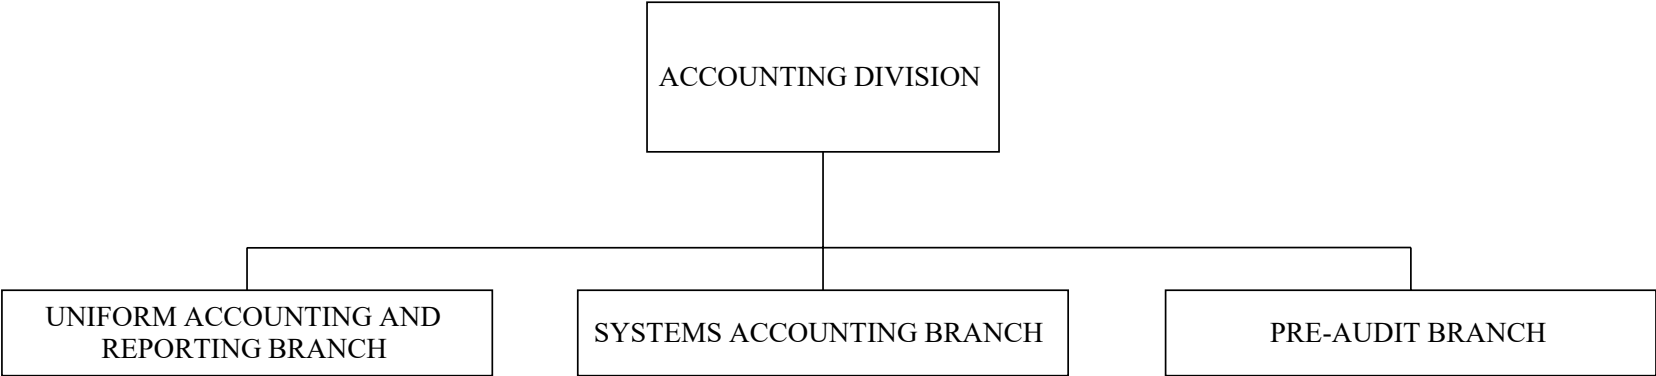 ACCOUNTING DIVISION
UNIFORM ACCOUNTING AND
REPORTING BRANCH
SYSTEMS ACCOUNTING BRANCH
PRE-AUDIT BRANCH